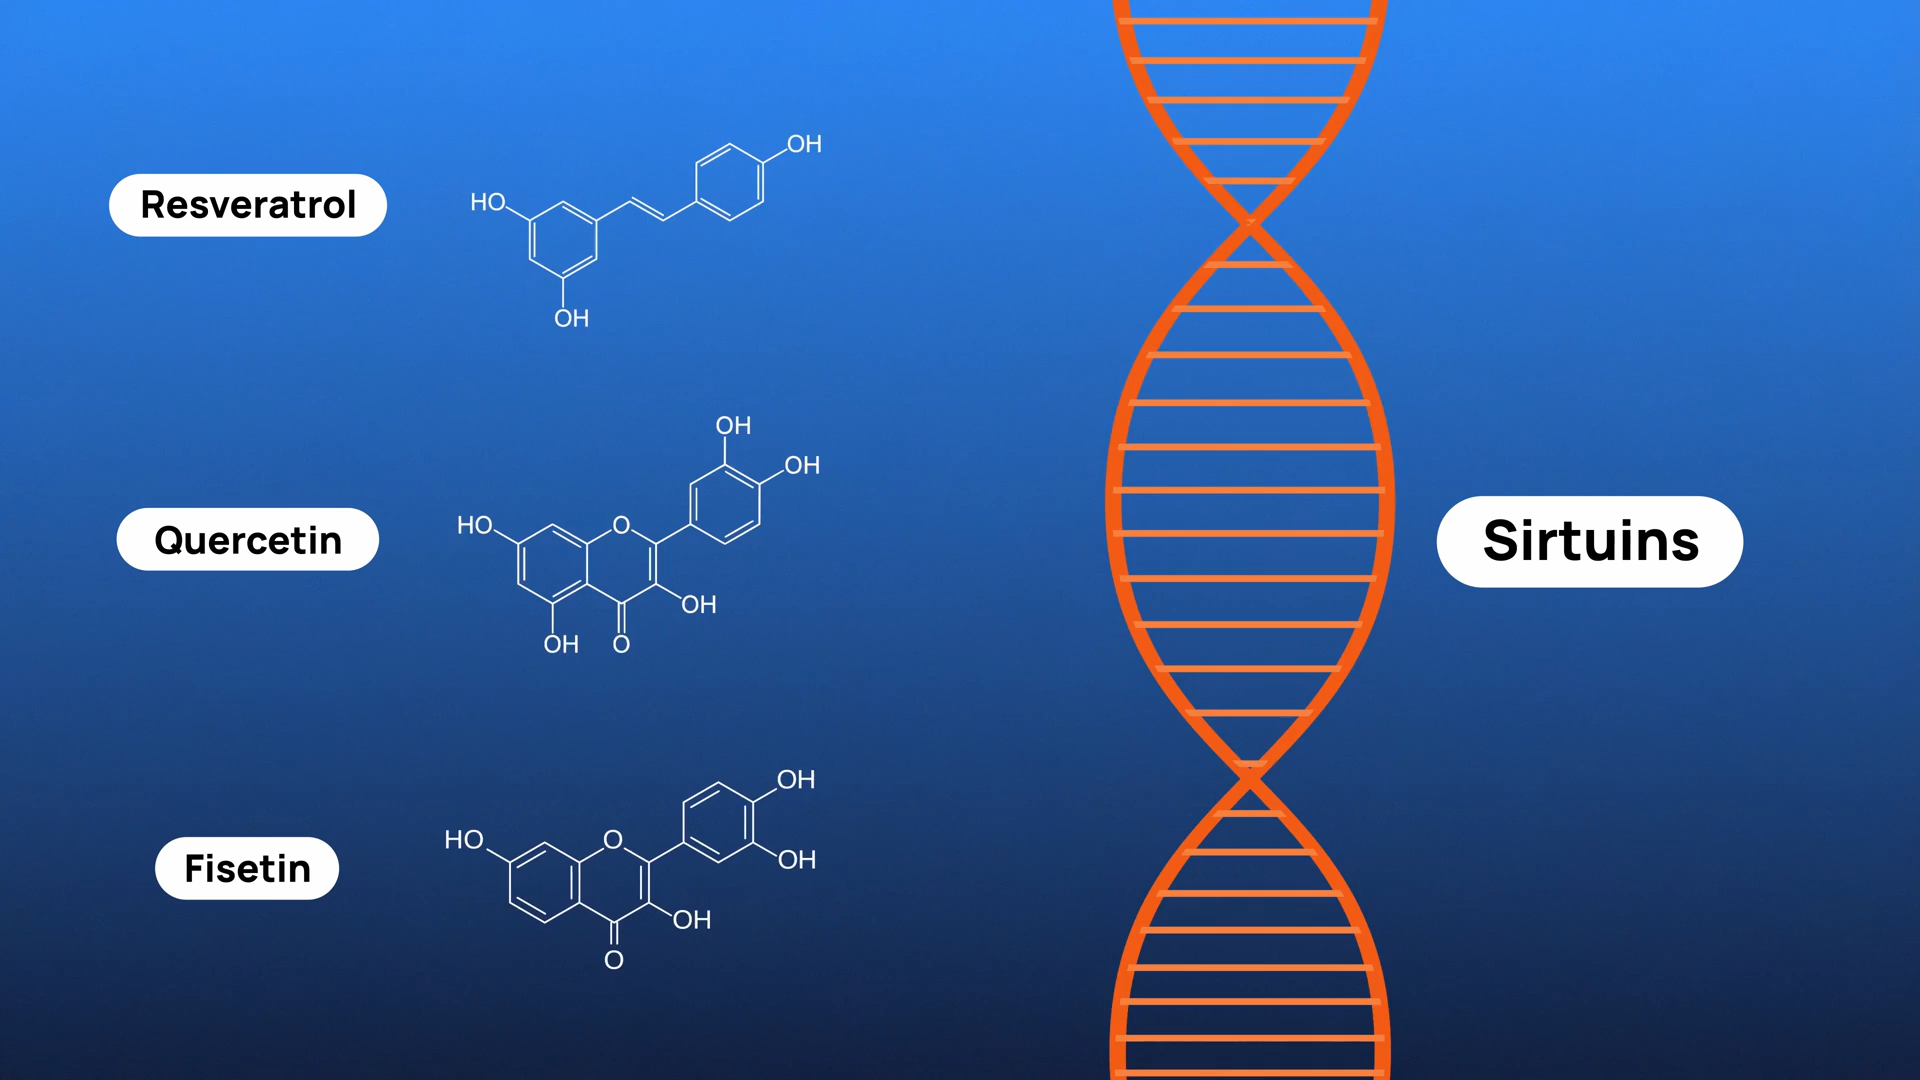 Resveratrol
OH
HO
OH
Quercetin
OH
OH
HO
O
OH
OH
O
Fisetin
OH
HO
O
OH
OH
O
Sirtuins